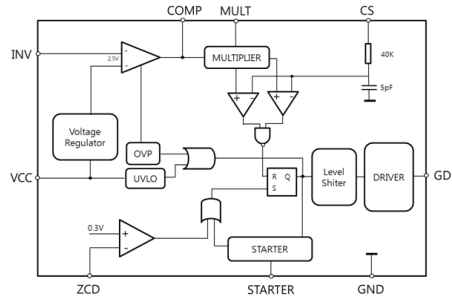 COMP
MULT
CS
INV
2.5V
-
+
MULTIPLIER
40K
5pF
+ -
+ -
Voltage
Regulator
OVP
UVLO
VCC
R Q
S
Level
Shiter
DRIVER
GD
0.3V
+
-
STARTER
ZCD
STARTER
GND